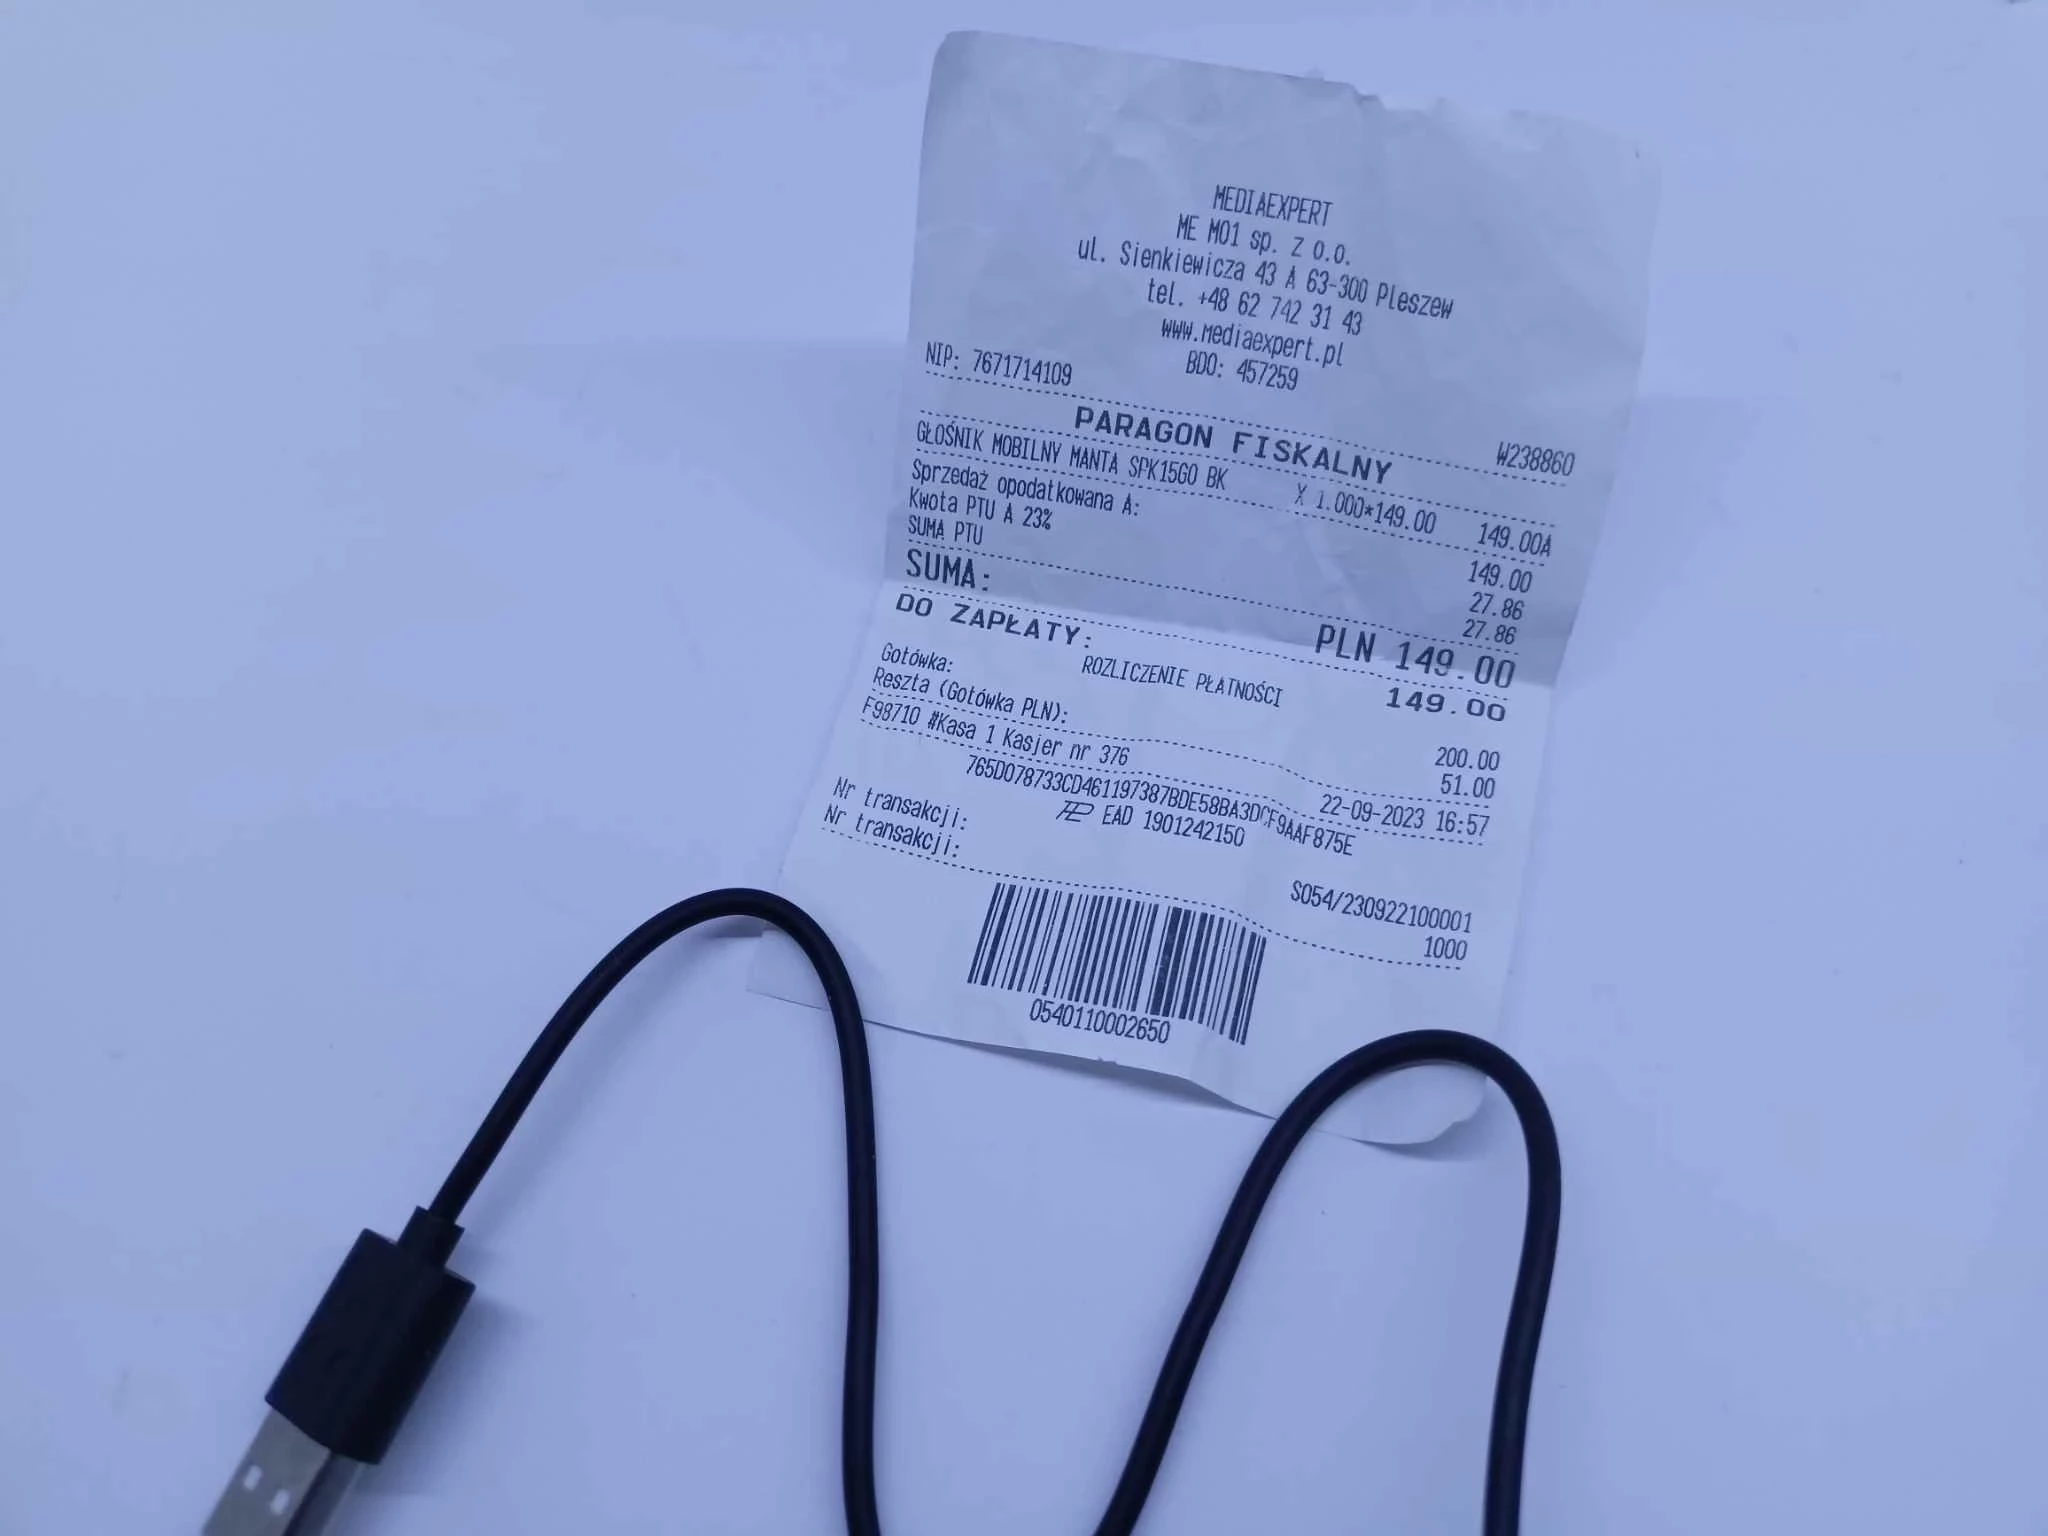 MEDIAEXPERT
ME M01 sp. z o.o.
ul. Sienkiewicza 43 A 63-300 Pleszew
tel. +48 62 742 31 43
www.mediaexpert.pl
BDO: 457259
NIP: 7671714109 W238860
PARAGON FISKALNY
GŁOŚNIK MOBILNY MANTA SPK15GO BK X 1.000*149.00 149.00A
Sprzedaż opodatkowana A: 149.00
Kwota PTU A 23% 27.86
SUMA PTU 27.86
SUMA: PLN 149.00
DO ZAPŁATY: 149.00
ROZLICZENIE PŁATNOŚCI
Gotówka: 200.00
Reszta (Gotówka PLN): 51.00
F98710 #Kasa 1 Kasjer nr 376 22-09-2023 16:57
765D078733CD461197387BDE58BA3DCF9AAF875E
EAD 1901242150
Nr transakcji: S054/230922100001
Nr transakcji: 1000
0540110002650